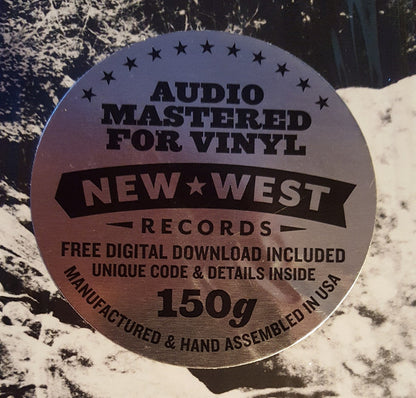 AUDIO
MASTERED
FOR VINYL
NEW★WEST
RECORDS
FREE DIGITAL DOWNLOAD INCLUDED
UNIQUE CODE & DETAILS INSIDE
150g
MANUFACTURED & HAND ASSEMBLED IN USA